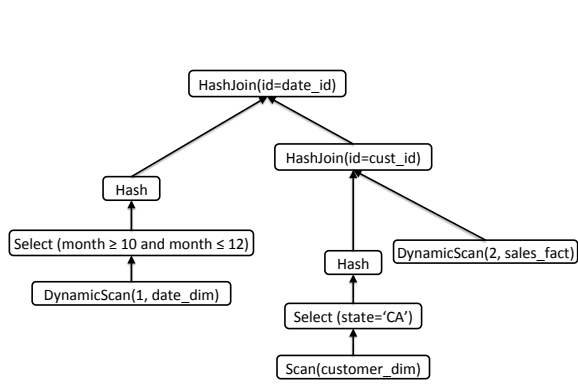 HashJoin(id=date_id)
HashJoin(id=cust_id)
Hash
Select (month ≥ 10 and month ≤ 12)
DynamicScan(2, sales_fact)
Hash
DynamicScan(1, date_dim)
Select (state=‘CA’)
Scan(customer_dim)